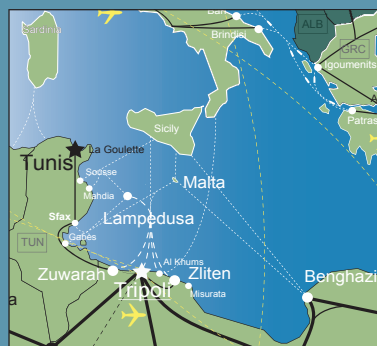 Bari
ALB
Sardinia
Brindisi
GRC
Igoumenits
Patras
Sicily
La Goulette
Tunis
Sousse
Malta
Mahdia
Lampedusa
Sfax
TUN
Gabès
Al Khums
Zuwarah
Zliten
Benghazi
Tripoli
Misurata
a